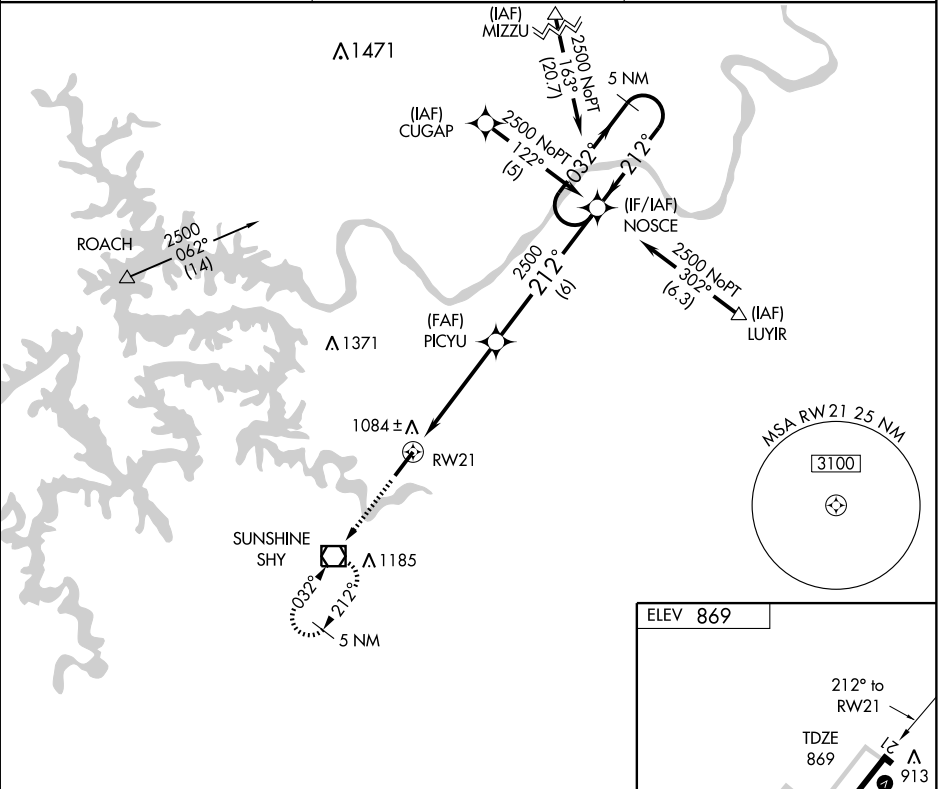 (IAF)
MIZZU
2500 NoPT
163°
(20.7)
1471
5 NM
(IAF)
CUGAP
2500 NoPT
122°
(5)
032°
212°
(IF/IAF)
NOSCE
ROACH
2500
062°
(14)
2500
212°
(6)
2500 NoPT
302°
(6.3)
(IAF)
LUYIR
(FAF)
PICYU
1371
1084 ±
RW21
MSA RW 21 25 NM
3100
SUNSHINE
SHY
1185
032°
212°
5 NM
ELEV 869
212° to
RW21
TDZE
869
21
913